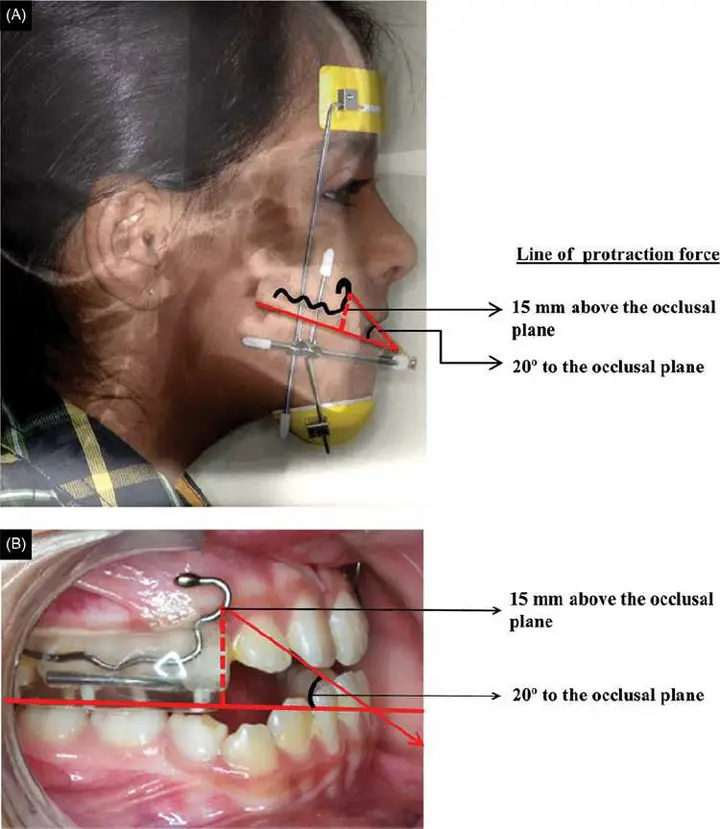 (A)
Line of protraction force
15 mm above the occlusal
plane
20º to the occlusal plane
(B)
15 mm above the occlusal
plane
20º to the occlusal plane